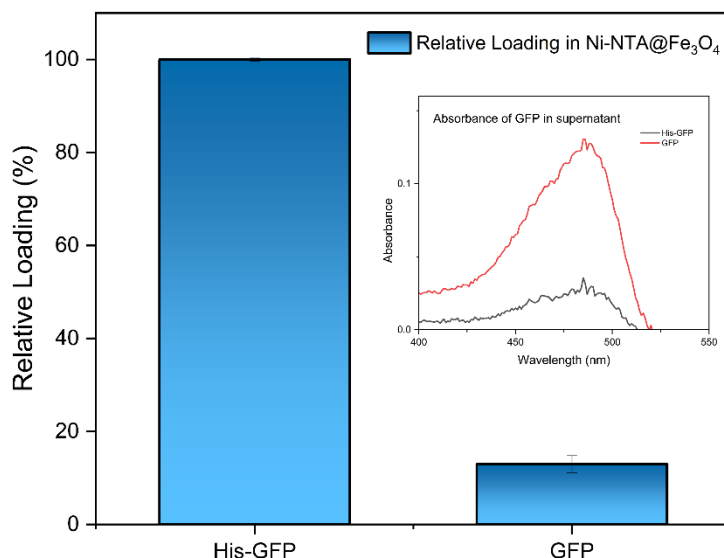 Relative Loading in Ni-NTA@Fe₃O₄
Relative Loading (%)
100
80
60
40
20
0
His-GFP
GFP
Absorbance of GFP in supernatant
His-GFP
GFP
Absorbance
0.1
0.0
400
450
500
550
Wavelength (nm)